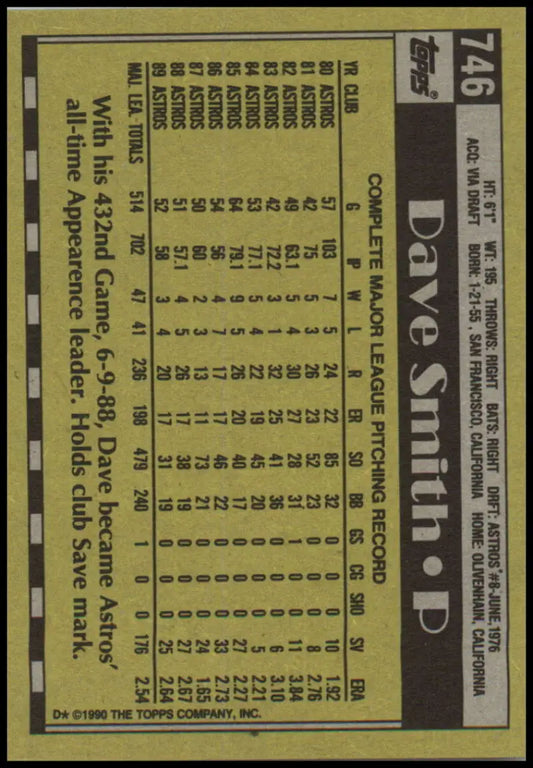 746
HT: 6'1" WT: 195 THROWS: RIGHT BATS: RIGHT DRFT: ASTROS #8-JUNE, 1976
ACQ: VIA DRAFT BORN: 1-21-55, SAN FRANCISCO, CALIFORNIA HOME: OLIVENHAIN, CALIFORNIA
topps®
Dave Smith • P
COMPLETE MAJOR LEAGUE PITCHING RECORD
YR CLUB G IP W L R ER SO BB GS CG SHO SV ERA
80 ASTROS 57 103 7 5 24 22 85 32 0 0 0 10 1.92
81 ASTROS 42 75 5 3 26 23 52 23 0 0 0 8 2.76
82 ASTROS 49 63.1 5 4 30 27 28 31 1 0 0 11 3.84
83 ASTROS 42 72.2 3 1 32 25 41 36 0 0 0 6 3.10
84 ASTROS 53 77.1 5 4 22 19 45 20 0 0 0 5 2.21
85 ASTROS 64 79.1 9 5 26 20 40 17 0 0 0 27 2.27
86 ASTROS 54 56 4 7 17 17 46 22 0 0 0 33 2.73
87 ASTROS 50 60 2 3 13 11 73 21 0 0 0 24 1.65
88 ASTROS 51 57.1 4 5 26 17 38 19 0 0 0 27 2.67
89 ASTROS 52 58 3 4 20 17 31 19 0 0 0 25 2.64
MAJ. LEA. TOTALS 514 702 47 41 236 198 479 240 1 0 0 176 2.54
With his 432nd Game, 6-9-88, Dave became Astros'
all-time Appearence leader. Holds club Save mark.
D* ©1990 THE TOPPS COMPANY, INC.